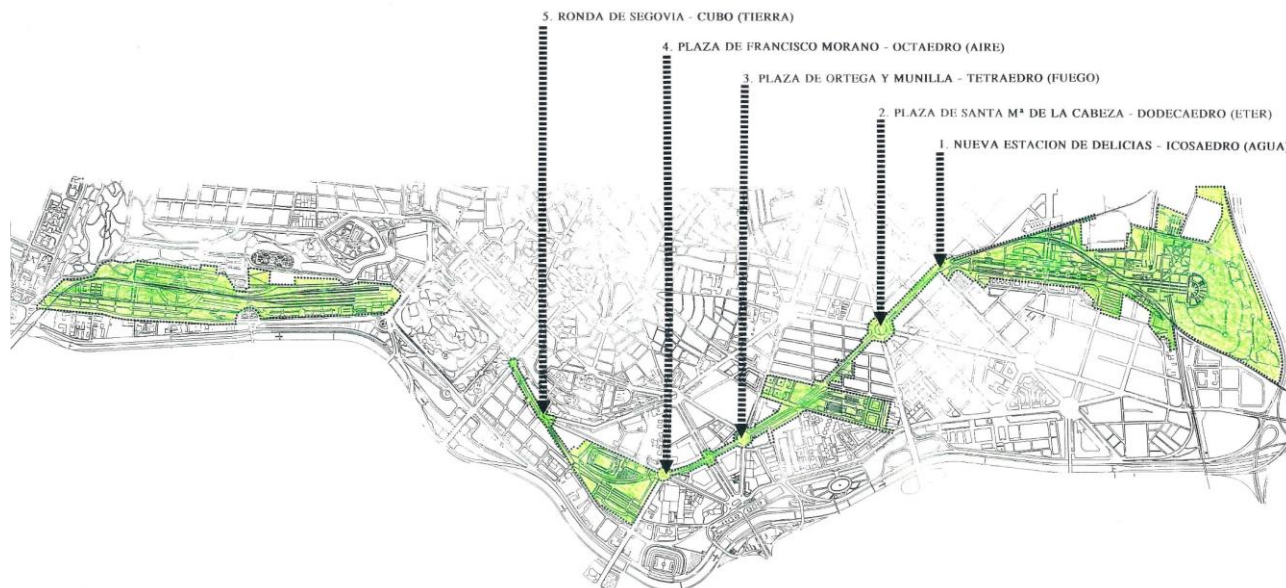 5. RONDA DE SEGOVIA - CUBO (TIERRA)
4. PLAZA DE FRANCISCO MORANO - OCTAEDRO (AIRE)
3. PLAZA DE ORTEGA Y MUNILLA - TETRAEDRO (FUEGO)
2. PLAZA DE SANTA Mª DE LA CABEZA - DODECAEDRO (ETER)
1. NUEVA ESTACION DE DELICIAS - ICOSAEDRO (AGUA)